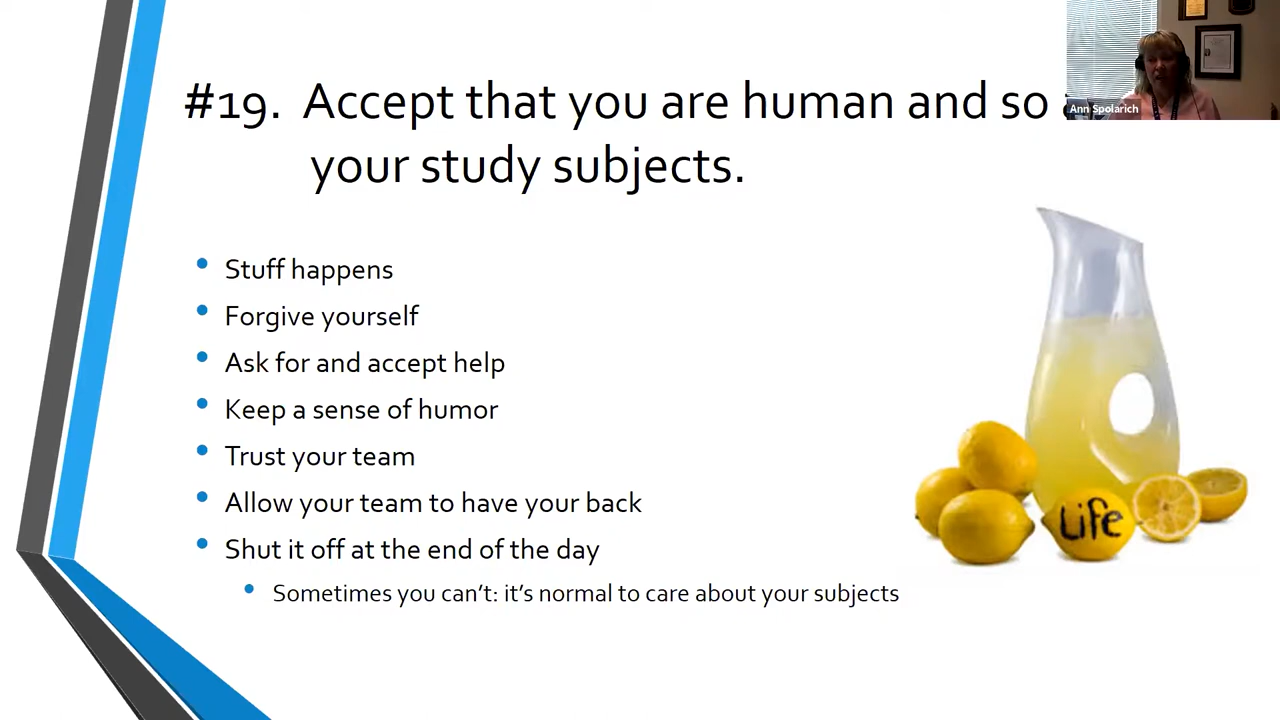 #19. Accept that you are human and so
your study subjects.
Ann Spolarich
• Stuff happens
• Forgive yourself
• Ask for and accept help
• Keep a sense of humor
• Trust your team
• Allow your team to have your back
• Shut it off at the end of the day
• Sometimes you can't: it's normal to care about your subjects
Life